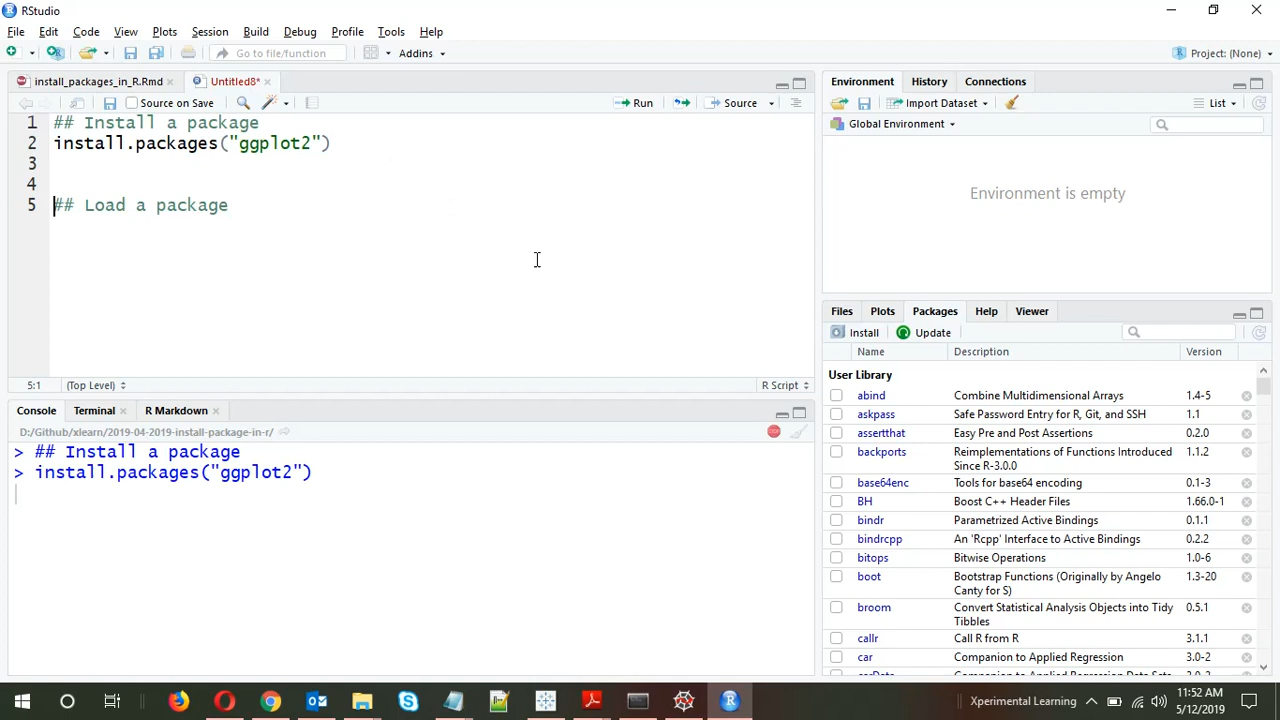 RStudio
File Edit Code View Plots Session Build Debug Profile Tools Help
Go to file/function Addins Project: (None)
install_packages_in_R.Rmd Untitled8*
Source on Save Run Source
1 ## Install a package
2 install.packages("ggplot2")
3
4
5 ## Load a package
5:1 (Top Level) R Script
Console Terminal R Markdown
D:/Github/xlearn/2019-04-2019-install-package-in-r/
> ## Install a package
> install.packages("ggplot2")
Environment History Connections
Import Dataset List
Global Environment
Environment is empty
Files Plots Packages Help Viewer
Install Update
Name Description Version
User Library
abind Combine Multidimensional Arrays 1.4-5
askpass Safe Password Entry for R, Git, and SSH 1.1
assertthat Easy Pre and Post Assertions 0.2.0
backports Reimplementations of Functions Introduced 1.1.2
Since R-3.0.0
base64enc Tools for base64 encoding 0.1-3
BH Boost C++ Header Files 1.66.0-1
bindr Parametrized Active Bindings 0.1.1
bindrcpp An 'Rcpp' Interface to Active Bindings 0.2.2
bitops Bitwise Operations 1.0-6
boot Bootstrap Functions (Originally by Angelo 1.3-20
Canty for S)
broom Convert Statistical Analysis Objects into Tidy 0.5.1
Tibbles
callr Call R from R 3.1.1
car Companion to Applied Regression 3.0-2
carData Companion to Applied Regression Data Sets
Xperimental Learning
11:52 AM
5/12/2019